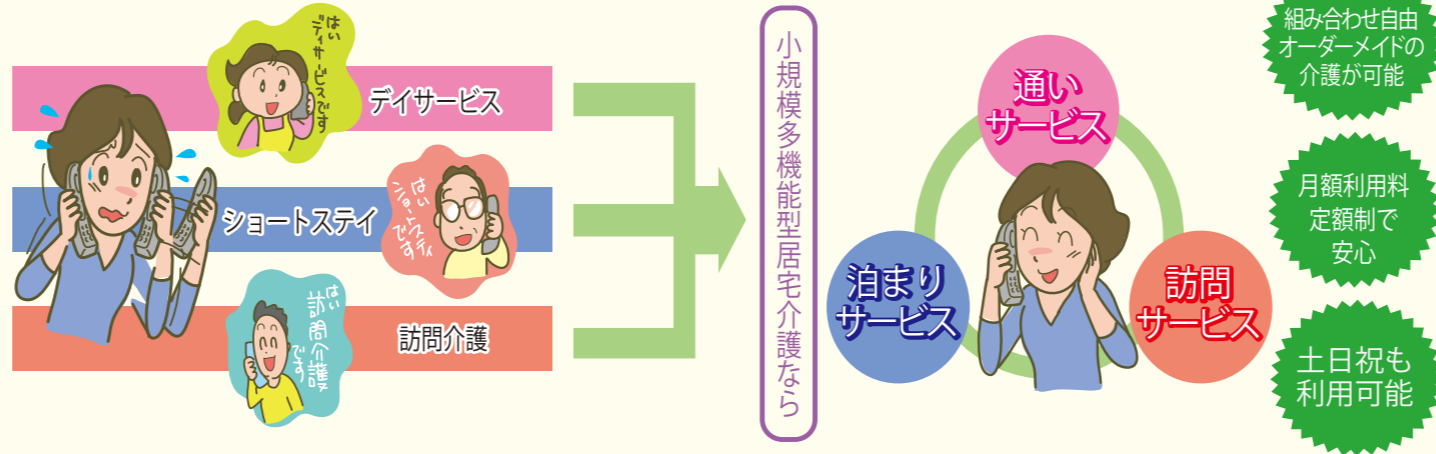 はい
デイサービスです
デイサービス
ショートステイ
はい
ショートステイ
です
訪問介護
はい
訪問介護
です
小規模多機能型居宅介護なら
通い
サービス
泊まり
サービス
訪問
サービス
組み合わせ自由
オーダーメイドの
介護が可能
月額利用料
定額制で
安心
土日祝も
利用可能